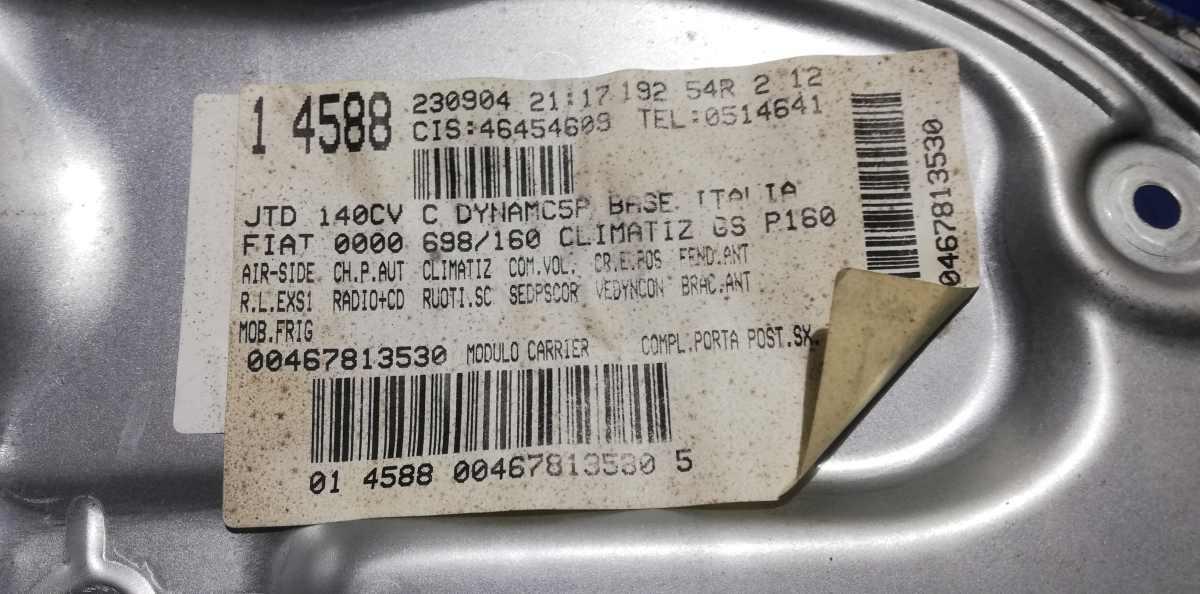 1 4588
230904 21:17 192 54R 2 12
CIS:46454609 TEL:0514641
JTD 140CV C DYNAMC5P BASE ITALIA
FIAT 0000 698/160 CLIMATIZ GS P160
AIR-SIDE CH.P.AUT CLIMATIZ COM.VOL. CR.E.POS FEND.ANT
R.L.EXS1 RADIO+CD RUOTI.SC SEDPSCOR VEDYNCON BRAC.ANT
MOB.FRIG
00467813530 MODULO CARRIER COMPL.PORTA POST.SX.
01 4588 00467813530 5
00467813530